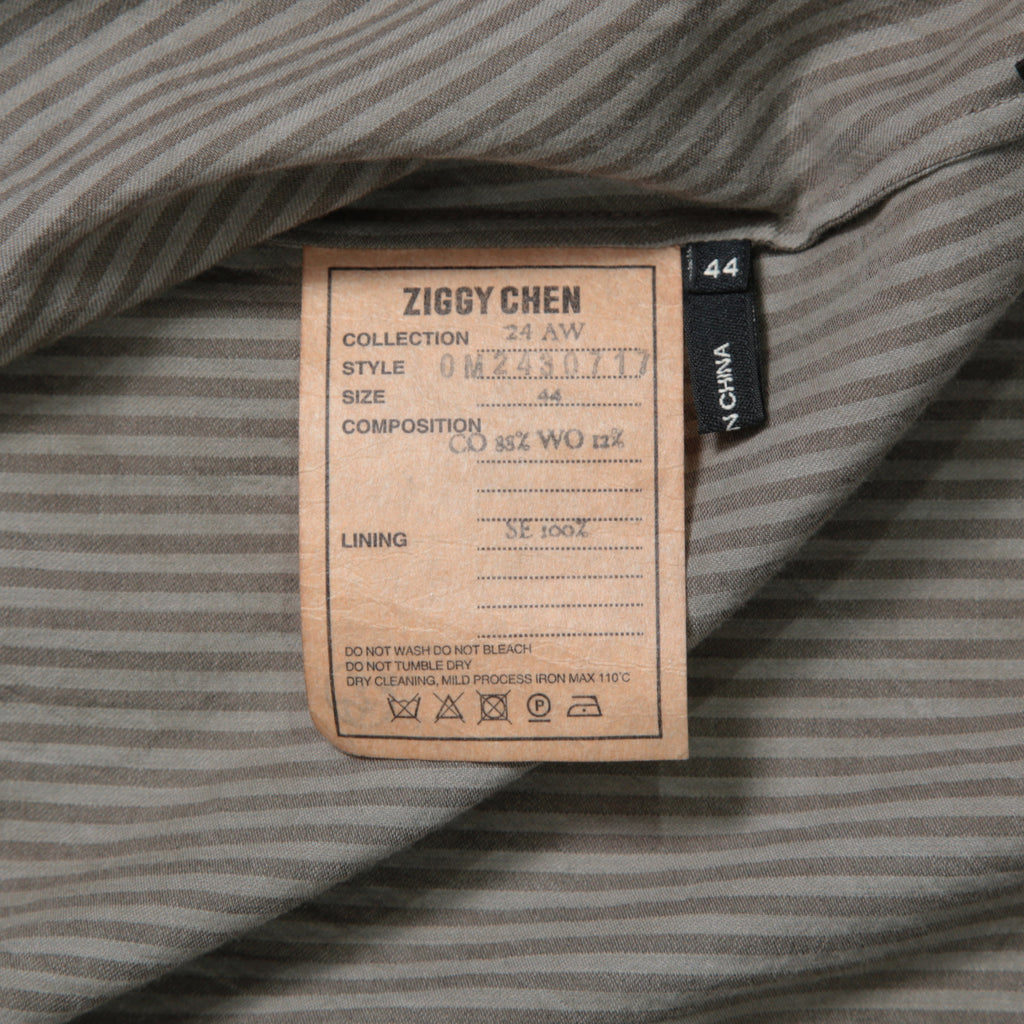 ZIGGY CHEN
COLLECTION 24 AW
STYLE 0M2430717
SIZE 44
COMPOSITION
CO 88% WO 12%
LINING SE 100%
DO NOT WASH DO NOT BLEACH
DO NOT TUMBLE DRY
DRY CLEANING, MILD PROCESS IRON MAX 110°C
P
44
N CHINA